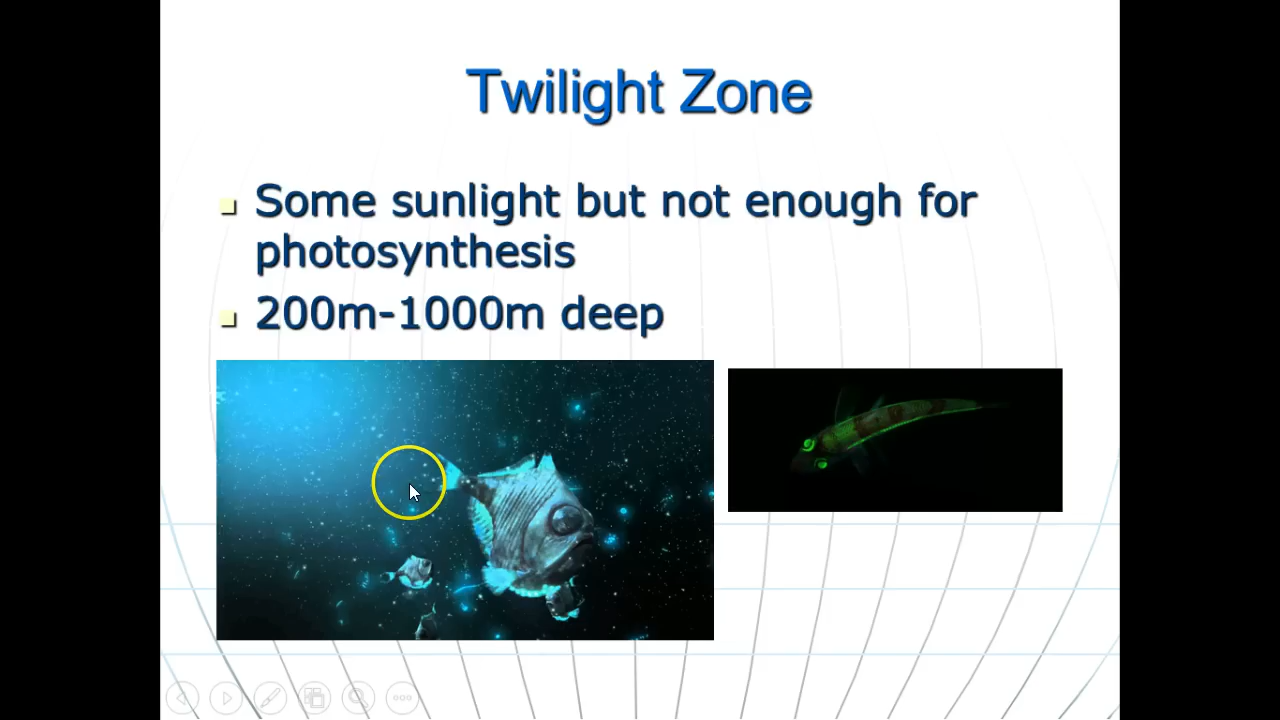 Twilight Zone
Some sunlight but not enough for
photosynthesis
200m-1000m deep